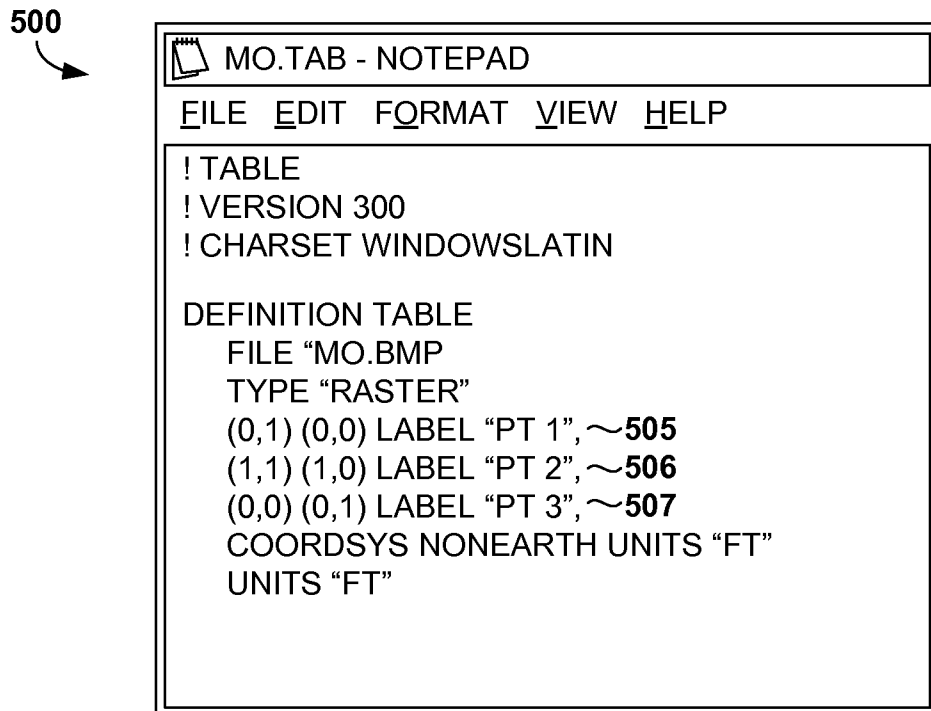 500
MO.TAB - NOTEPAD
FILE EDIT FORMAT VIEW HELP
! TABLE
! VERSION 300
! CHARSET WINDOWSLATIN
DEFINITION TABLE
FILE “MO.BMP
TYPE “RASTER”
(0,1) (0,0) LABEL “PT 1”, ~505
(1,1) (1,0) LABEL “PT 2”, ~506
(0,0) (0,1) LABEL “PT 3”, ~507
COORDSYS NONEARTH UNITS “FT”
UNITS “FT”